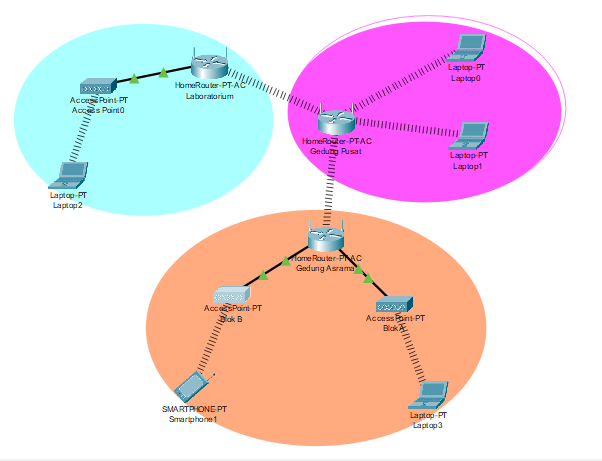 HomeRouter-PT-AC
Laboratorium
AccessPoint-PT
Access Point0
Laptop-PT
Laptop2
Laptop-PT
Laptop0
HomeRouter-PT-AC
Gedung Pusat
Laptop-PT
Laptop1
HomeRouter-PT-AC
Gedung Asrama
AccessPoint-PT
Blok B
AccessPoint-PT
Blok A
SMARTPHONE-PT
Smartphone1
Laptop-PT
Laptop3